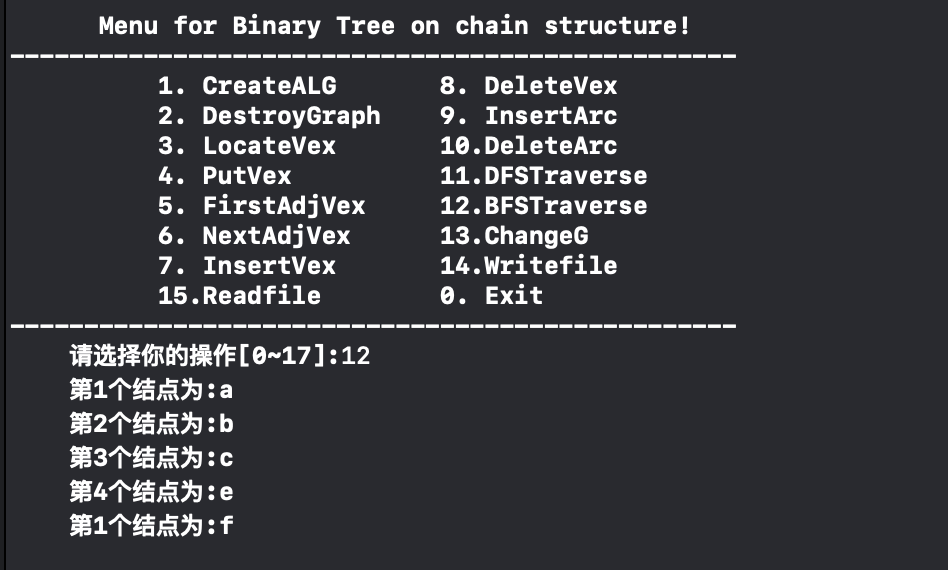 Menu for Binary Tree on chain structure!
-------------------------------------------------
1. CreateALG 8. DeleteVex
2. DestroyGraph 9. InsertArc
3. LocateVex 10.DeleteArc
4. PutVex 11.DFSTraverse
5. FirstAdjVex 12.BFSTraverse
6. NextAdjVex 13.ChangeG
7. InsertVex 14.Writefile
15.Readfile 0. Exit
-------------------------------------------------
请选择你的操作[0~17]:12
第1个结点为:a
第2个结点为:b
第3个结点为:c
第4个结点为:e
第1个结点为:f